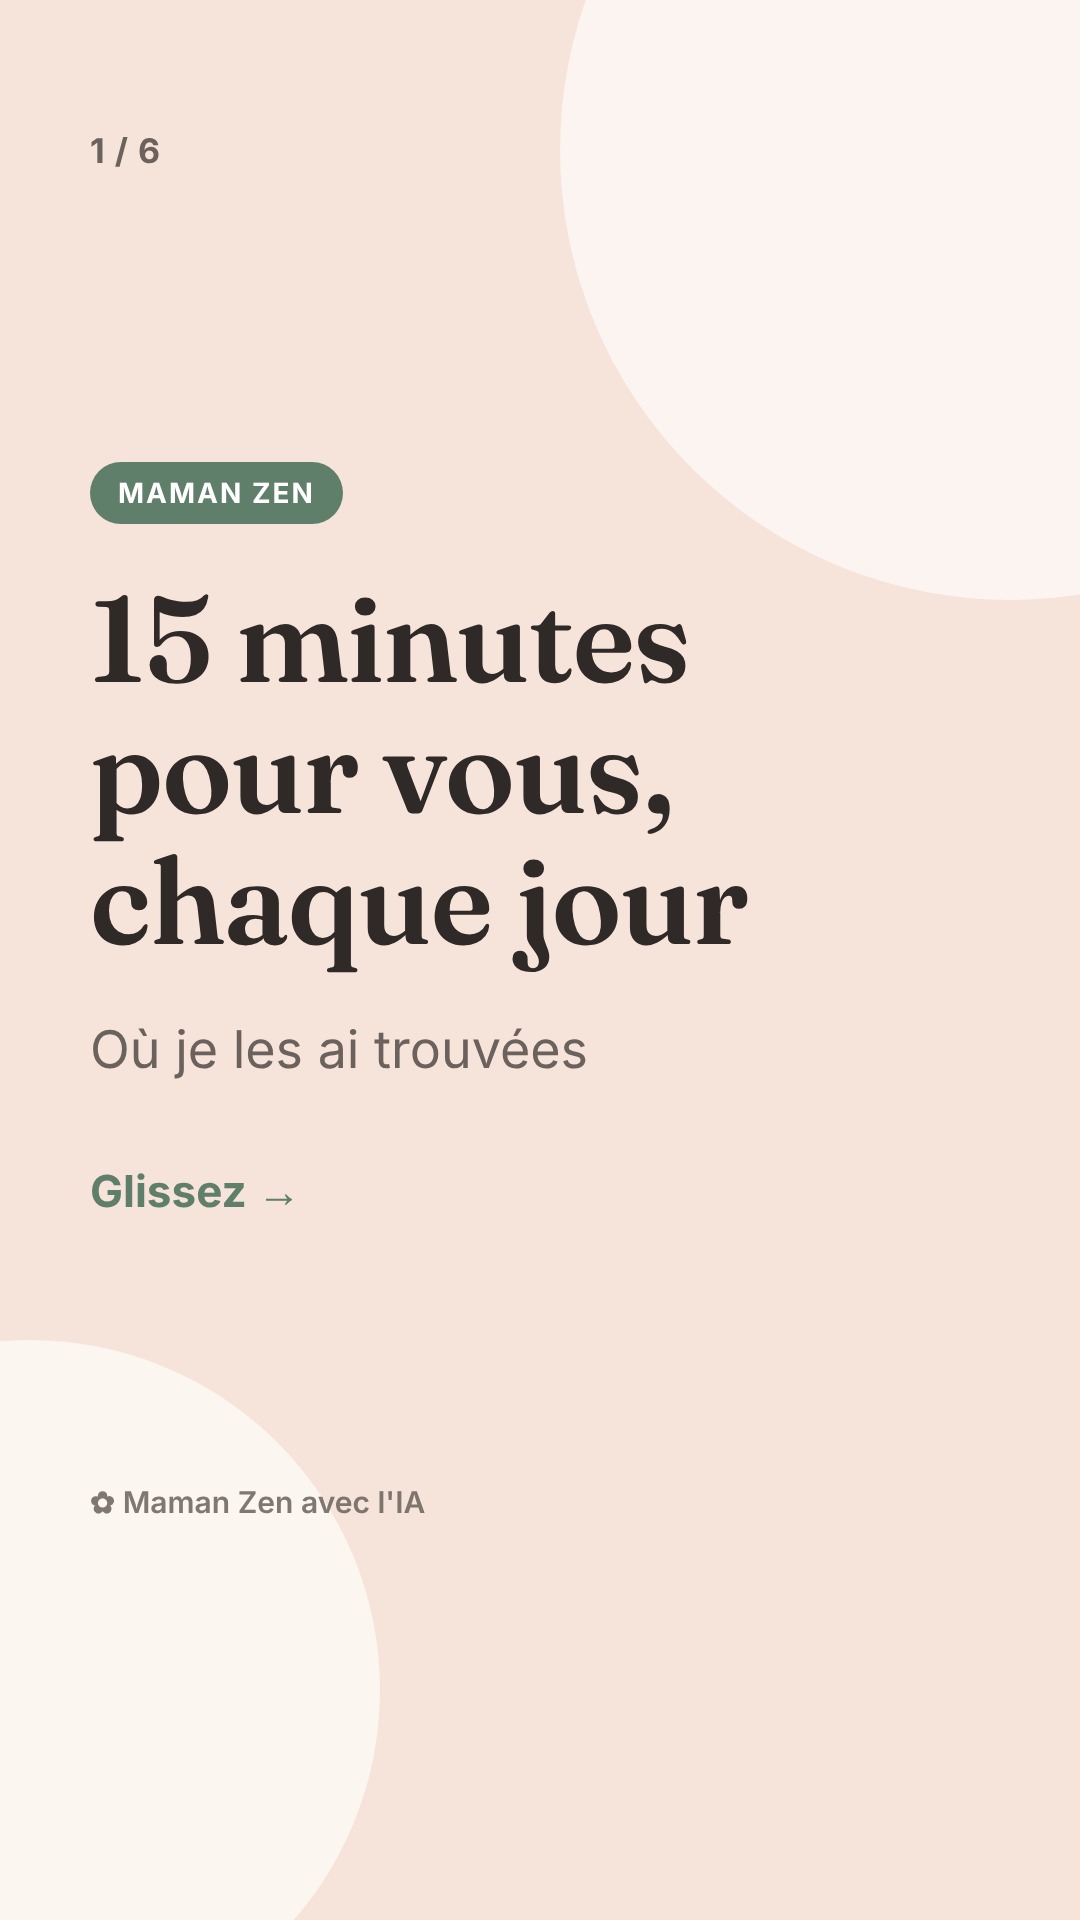 1 / 6
MAMAN ZEN
15 minutes
pour vous,
chaque jour
Où je les ai trouvées
Glissez →
✿ Maman Zen avec l'IA